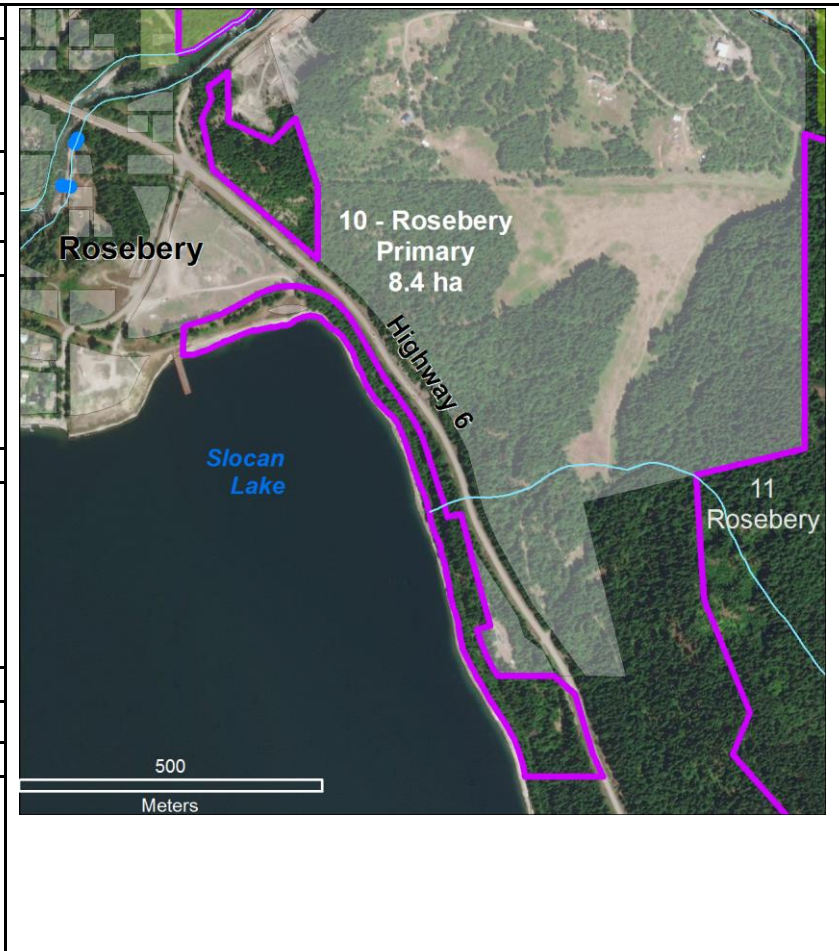 10 - Rosebery
Primary
8.4 ha
Rosebery
Highway 6
Slocan
Lake
11
Rosebery
500
Meters